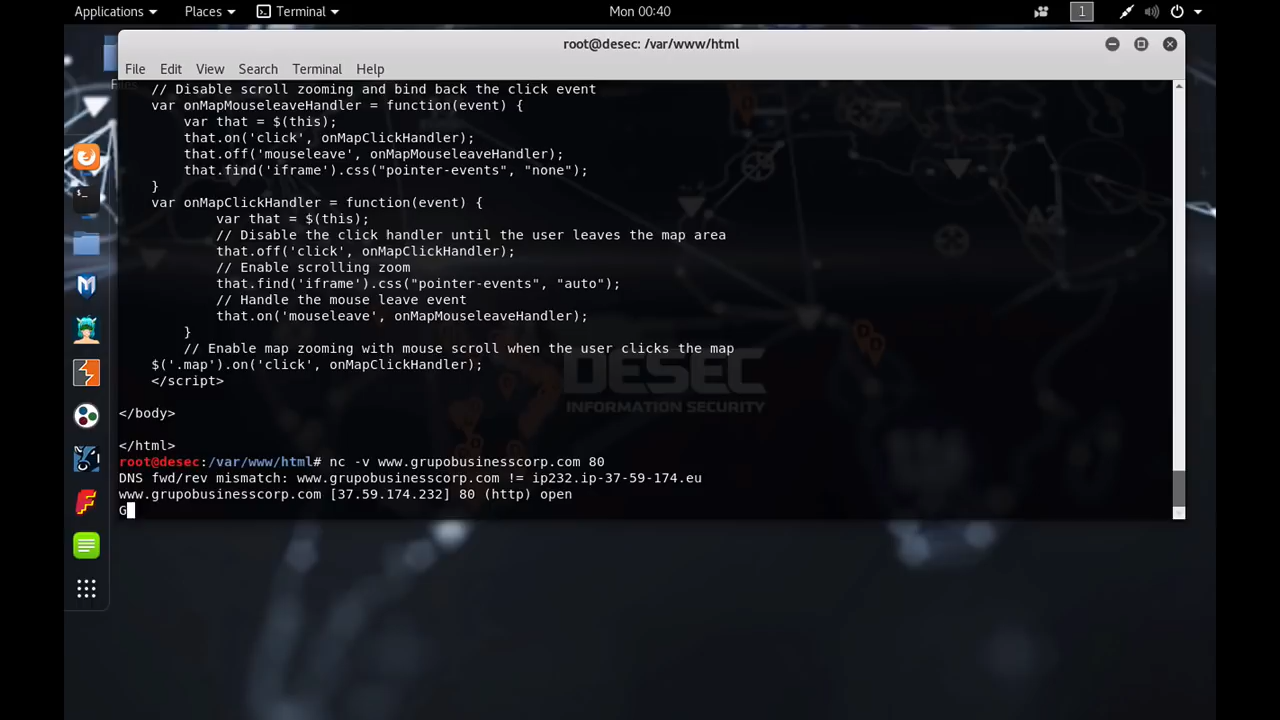 Applications Places Terminal Mon 00:40 1
root@desec: /var/www/html
File Edit View Search Terminal Help
// Disable scroll zooming and bind back the click event
var onMapMouseleaveHandler = function(event) {
var that = $(this);
that.on('click', onMapClickHandler);
that.off('mouseleave', onMapMouseleaveHandler);
that.find('iframe').css("pointer-events", "none");
}
var onMapClickHandler = function(event) {
var that = $(this);
// Disable the click handler until the user leaves the map area
that.off('click', onMapClickHandler);
// Enable scrolling zoom
that.find('iframe').css("pointer-events", "auto");
// Handle the mouse leave event
that.on('mouseleave', onMapMouseleaveHandler);
}
// Enable map zooming with mouse scroll when the user clicks the map
$('.map').on('click', onMapClickHandler);
</script>
DESEC
INFORMATION SECURITY
</body>
</html>
root@desec:/var/www/html# nc -v www.grupobusinesscorp.com 80
DNS fwd/rev mismatch: www.grupobusinesscorp.com != ip232.ip-37-59-174.eu
www.grupobusinesscorp.com [37.59.174.232] 80 (http) open
G